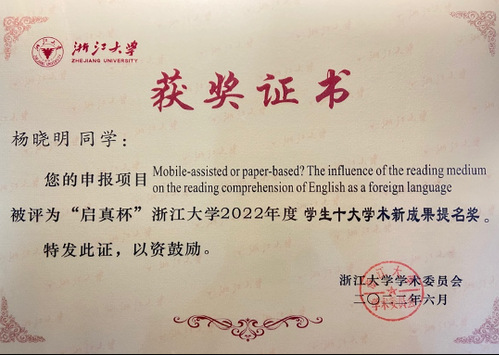 浙江大学
ZHEJIANG UNIVERSITY
获奖证书
杨晓明 同学：
您的申报项目 Mobile-assisted or paper-based? The influence of the reading medium
on the reading comprehension of English as a foreign language
被评为“启真杯”浙江大学2022年度 学生十大学术新成果提名奖。
特发此证，以资鼓励。
浙江大学学术委员会
二〇二三年六月